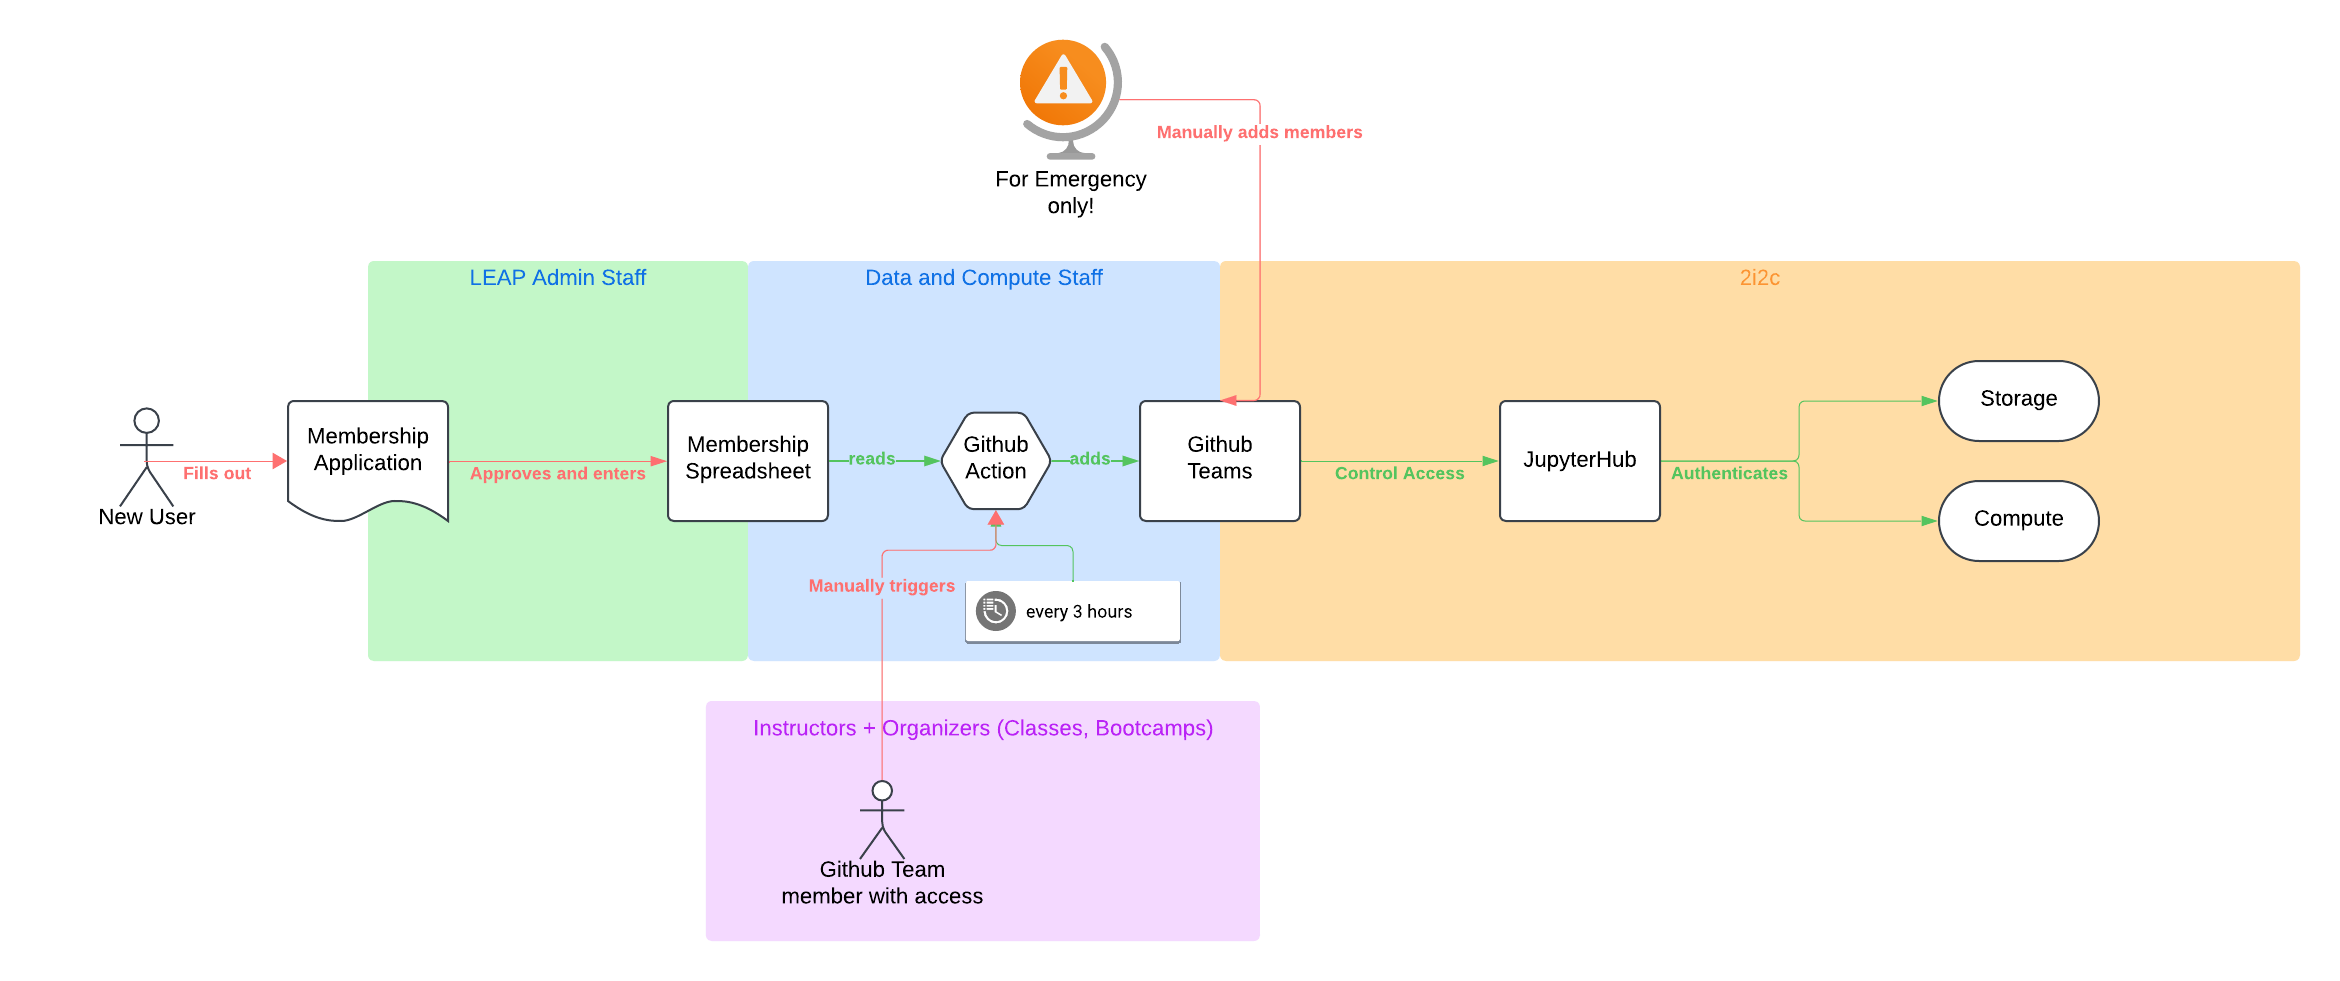 Manually adds members
For Emergency
only!
LEAP Admin Staff
Data and Compute Staff
2i2c
New User
Fills out
Membership
Application
Approves and enters
Membership
Spreadsheet
reads
Github
Action
adds
Github
Teams
Control Access
JupyterHub
Authenticates
Storage
Compute
Manually triggers
every 3 hours
Instructors + Organizers (Classes, Bootcamps)
Github Team
member with access